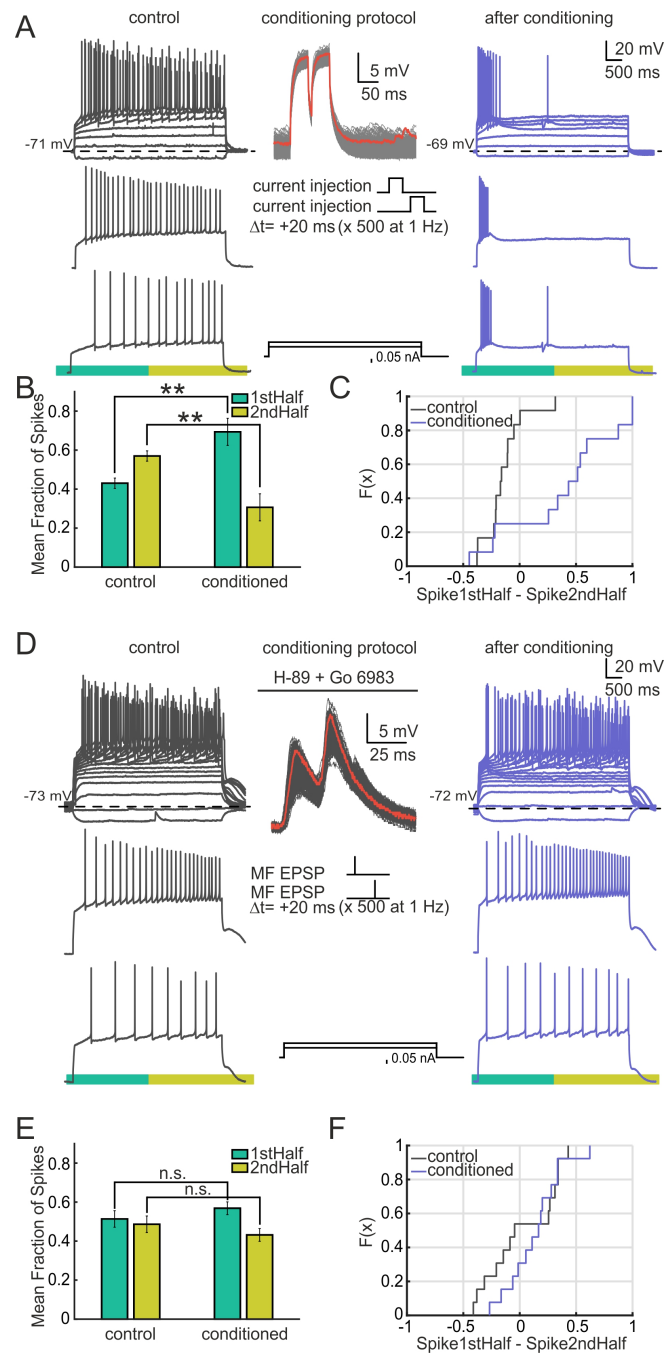 A
control
conditioning protocol
after conditioning
5 mV
50 ms
20 mV
500 ms
-71 mV
-69 mV
current injection
current injection
Δt= +20 ms (x 500 at 1 Hz)
0.05 nA
B
Mean Fraction of Spikes
0.8
0.6
0.4
0.2
0
**
**
1stHalf
2ndHalf
control
conditioned
C
F(x)
1
0.8
0.6
0.4
0.2
0
control
conditioned
-1
-0.5
0
0.5
1
Spike1stHalf - Spike2ndHalf
D
control
conditioning protocol
after conditioning
H-89 + Go 6983
5 mV
25 ms
20 mV
500 ms
-73 mV
-72 mV
MF EPSP
MF EPSP
Δt= +20 ms (x 500 at 1 Hz)
0.05 nA
E
Mean Fraction of Spikes
0.8
0.6
0.4
0.2
0
n.s.
n.s.
1stHalf
2ndHalf
control
conditioned
F
F(x)
1
0.8
0.6
0.4
0.2
0
control
conditioned
-1
-0.5
0
0.5
1
Spike1stHalf - Spike2ndHalf